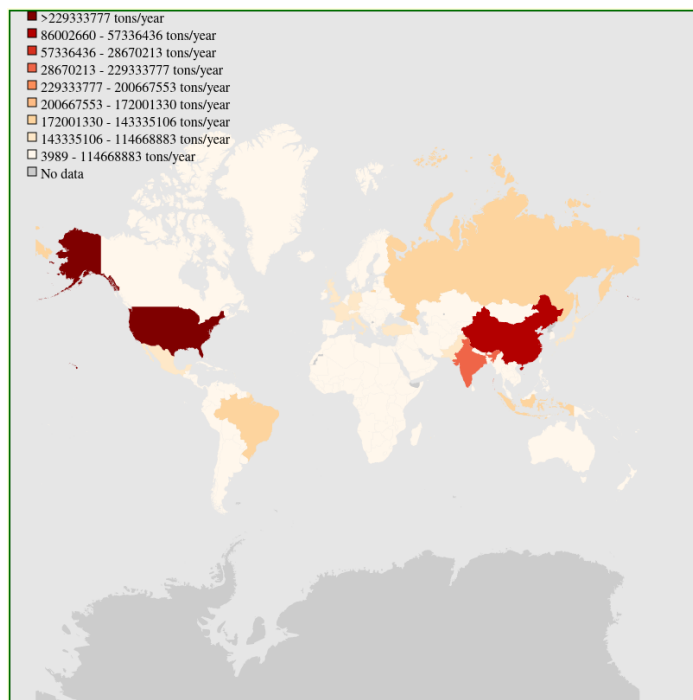 >229333777 tons/year
86002660 - 57336436 tons/year
57336436 - 28670213 tons/year
28670213 - 229333777 tons/year
229333777 - 200667553 tons/year
200667553 - 172001330 tons/year
172001330 - 143335106 tons/year
143335106 - 114668883 tons/year
3989 - 114668883 tons/year
No data